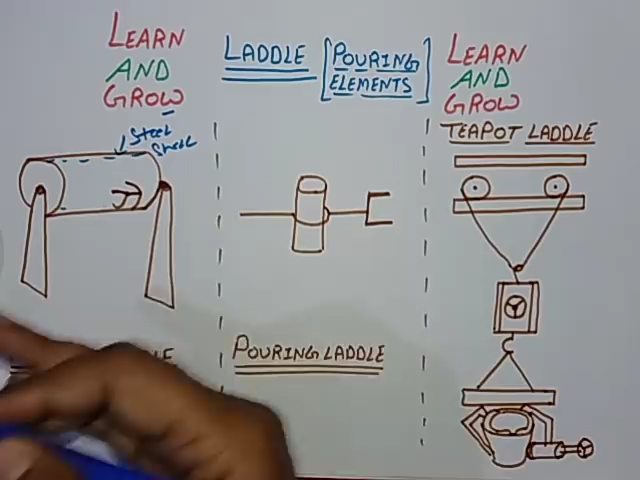 LEARN
AND
GROW
LADDLE [POURING
ELEMENTS]
LEARN
AND
GROW
Steel
Shell
TEAPOT LADDLE
POURING LADDLE